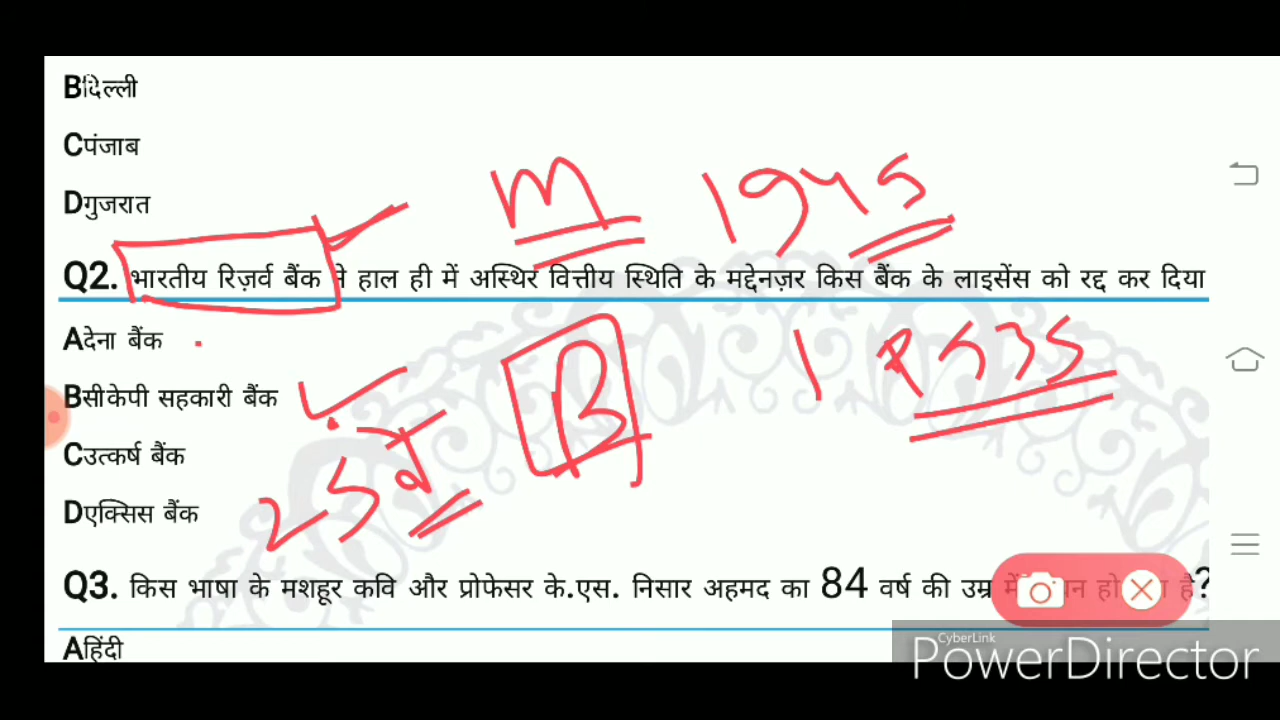 Bदिल्ली
Cपंजाब
Dगुजरात
M 1945
Q2. भारतीय रिज़र्व बैंक ने हाल ही में अस्थिर वित्तीय स्थिति के मद्देनज़र किस बैंक के लाइसेंस को रद्द कर दिया
Aदेना बैंक
Bसीकेपी सहकारी बैंक
B
Cउत्कर्ष बैंक
25वे
Dएक्सिस बैंक
Q3. किस भाषा के मशहूर कवि और प्रोफेसर के.एस. निसार अहमद का 84 वर्ष की उम्र में है?
Aहिंदी
CyberLink
PowerDirector